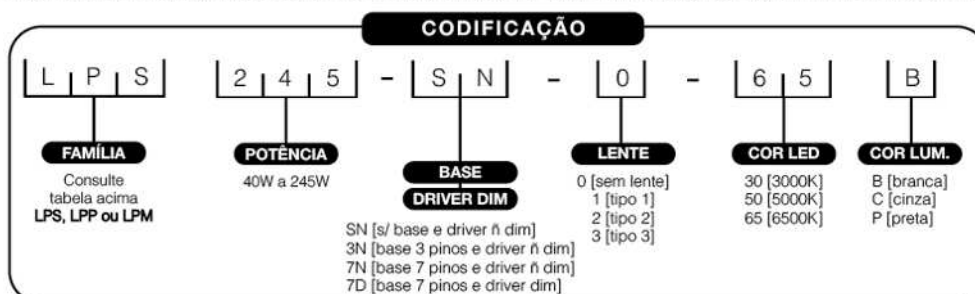 CODIFICAÇÃO
L P S 2 4 5 - S N - 0 - 6 5 B
FAMÍLIA
Consulte
tabela acima
LPS, LPP ou LPM
POTÊNCIA
40W a 245W
BASE
DRIVER DIM
SN [s/ base e driver ñ dim]
3N [base 3 pinos e driver ñ dim]
7N [base 7 pinos e driver ñ dim]
7D [base 7 pinos e driver dim]
LENTE
0 [sem lente]
1 [tipo 1]
2 [tipo 2]
3 [tipo 3]
COR LED
30 [3000K]
50 [5000K]
65 [6500K]
COR LUM.
B [branca]
C [cinza]
P [preta]